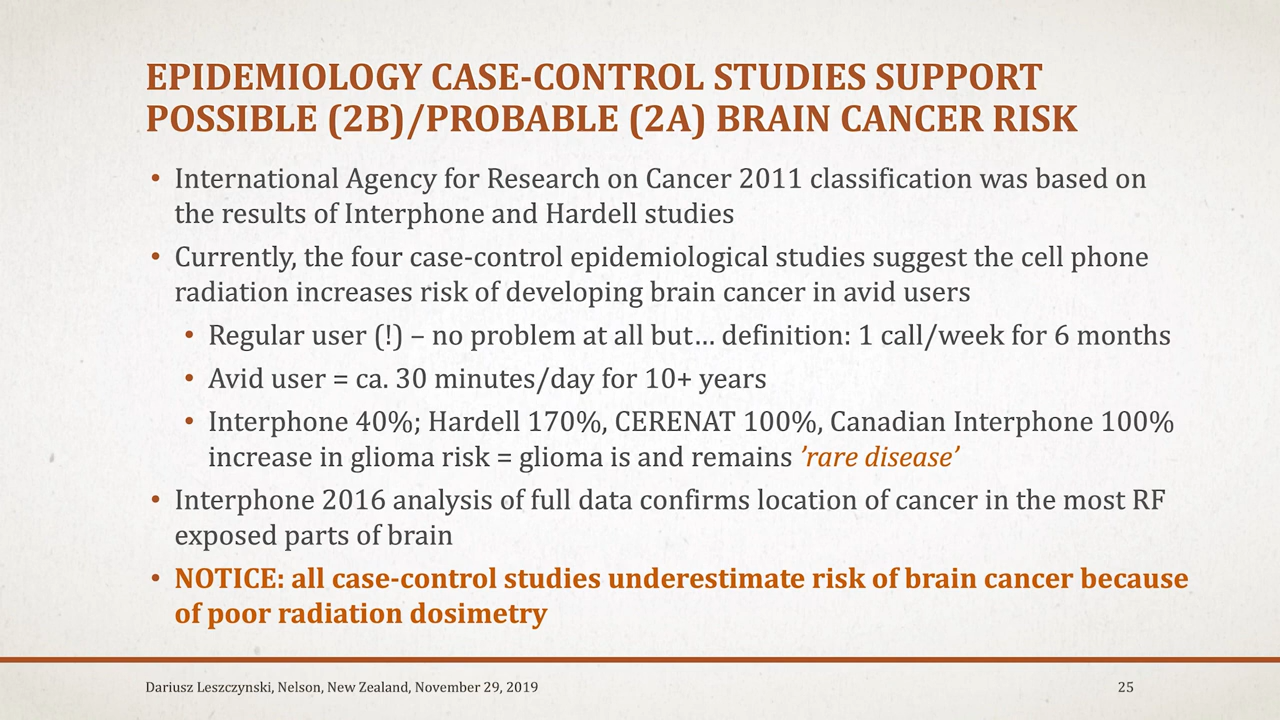 EPIDEMIOLOGY CASE-CONTROL STUDIES SUPPORT
POSSIBLE (2B)/PROBABLE (2A) BRAIN CANCER RISK
• International Agency for Research on Cancer 2011 classification was based on
the results of Interphone and Hardell studies
• Currently, the four case-control epidemiological studies suggest the cell phone
radiation increases risk of developing brain cancer in avid users
• Regular user (!) – no problem at all but… definition: 1 call/week for 6 months
• Avid user = ca. 30 minutes/day for 10+ years
• Interphone 40%; Hardell 170%, CERENAT 100%, Canadian Interphone 100%
increase in glioma risk = glioma is and remains ’rare disease’
• Interphone 2016 analysis of full data confirms location of cancer in the most RF
exposed parts of brain
• NOTICE: all case-control studies underestimate risk of brain cancer because
of poor radiation dosimetry
Dariusz Leszczynski, Nelson, New Zealand, November 29, 2019
25